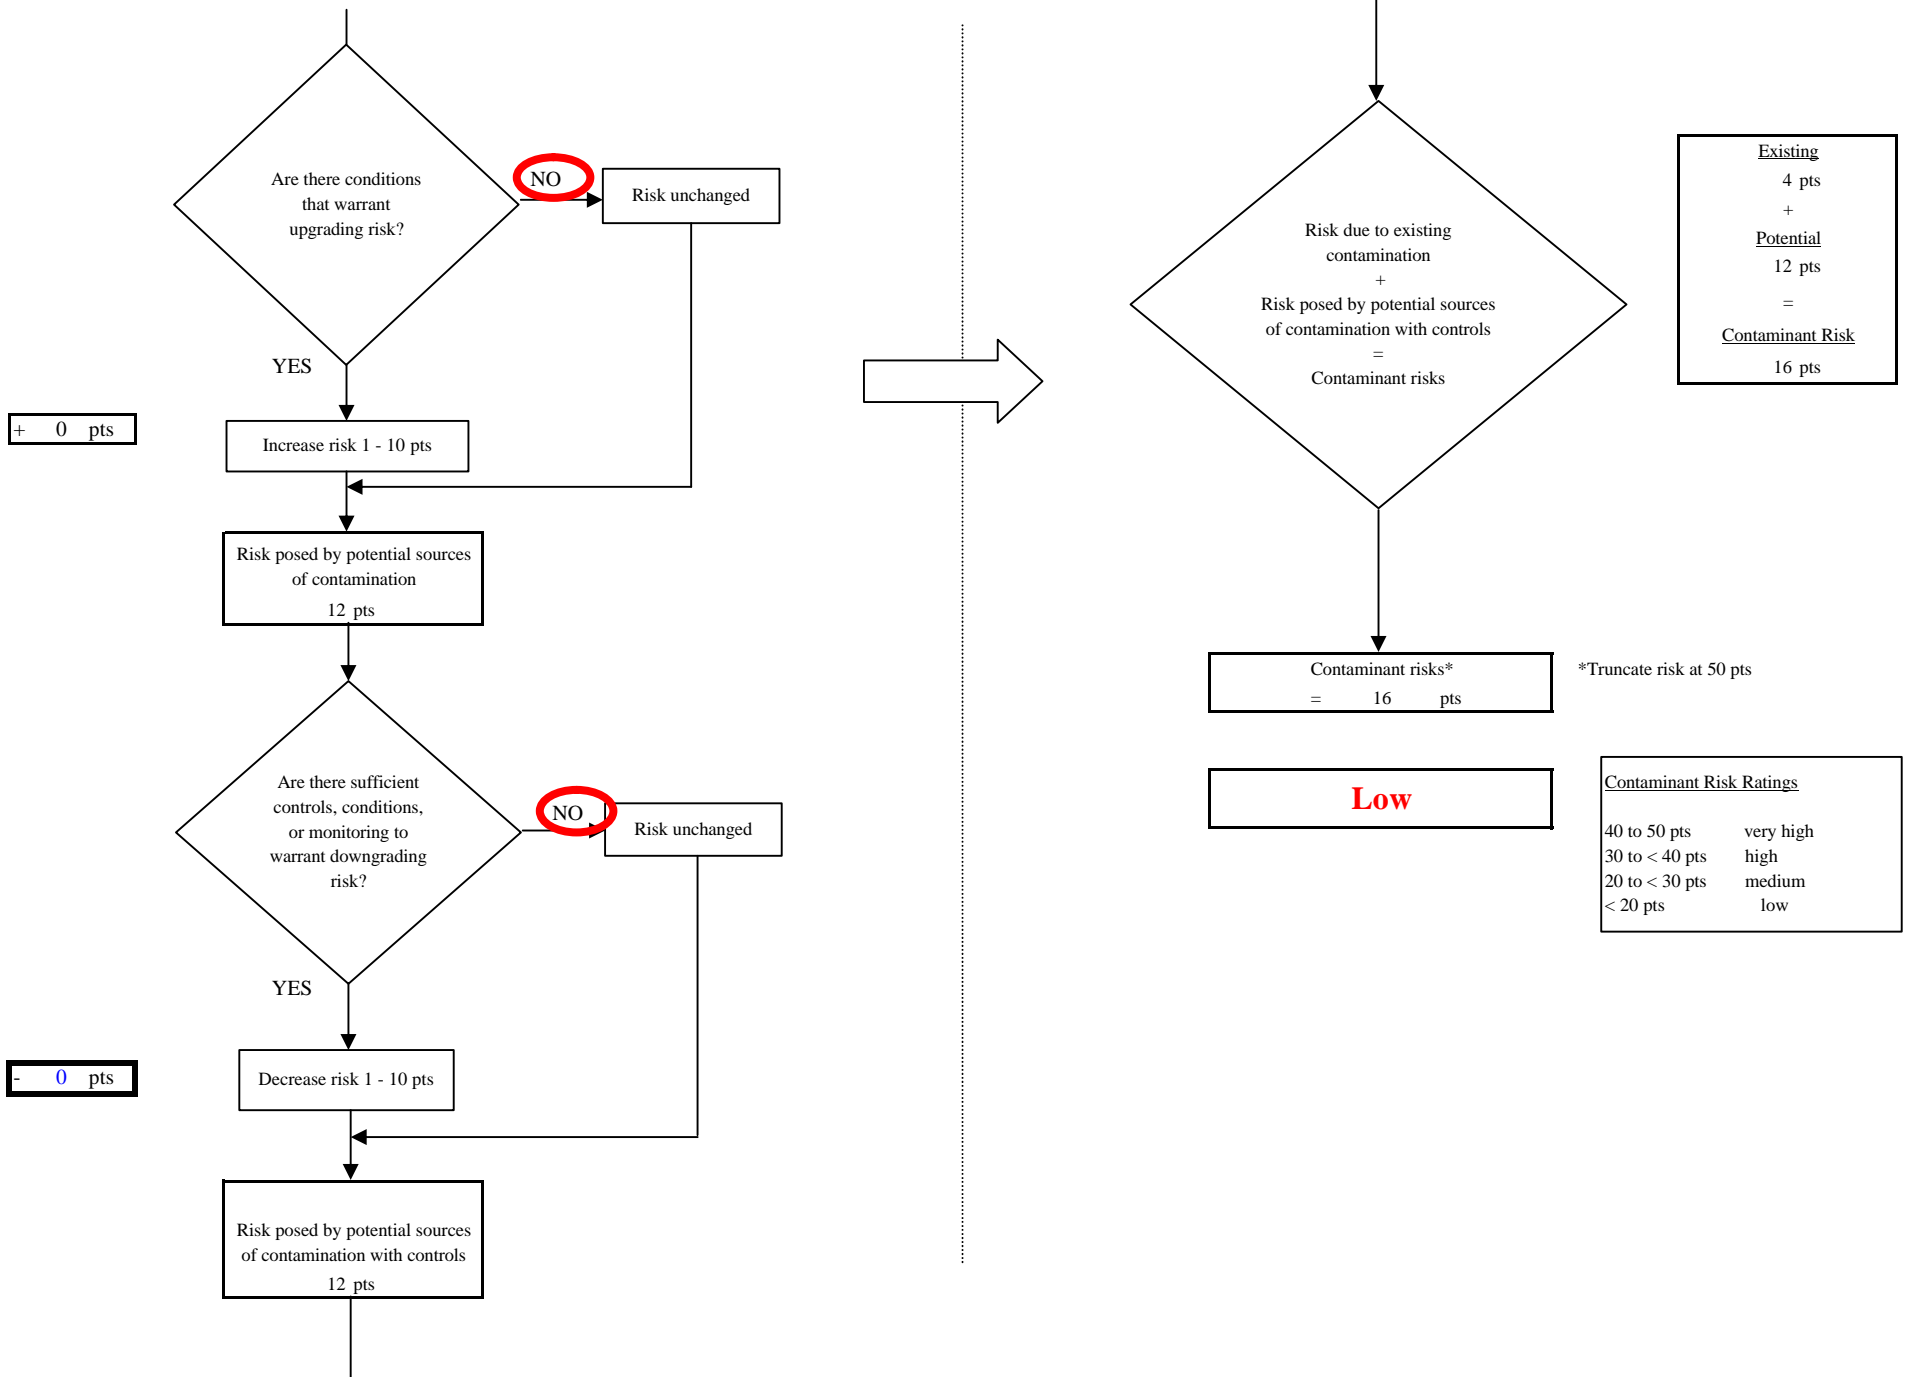 Are there conditions
that warrant
upgrading risk?
NO
Risk unchanged
YES
+ 0 pts
Increase risk 1 - 10 pts
Risk posed by potential sources
of contamination
12 pts
Are there sufficient
controls, conditions,
or monitoring to
warrant downgrading
risk?
NO
Risk unchanged
YES
- 0 pts
Decrease risk 1 - 10 pts
Risk posed by potential sources
of contamination with controls
12 pts
Risk due to existing
contamination
+
Risk posed by potential sources
of contamination with controls
=
Contaminant risks
Existing
4 pts
+
Potential
12 pts
=
Contaminant Risk
16 pts
Contaminant risks*
= 16 pts
*Truncate risk at 50 pts
Low
Contaminant Risk Ratings
40 to 50 pts very high
30 to < 40 pts high
20 to < 30 pts medium
< 20 pts low